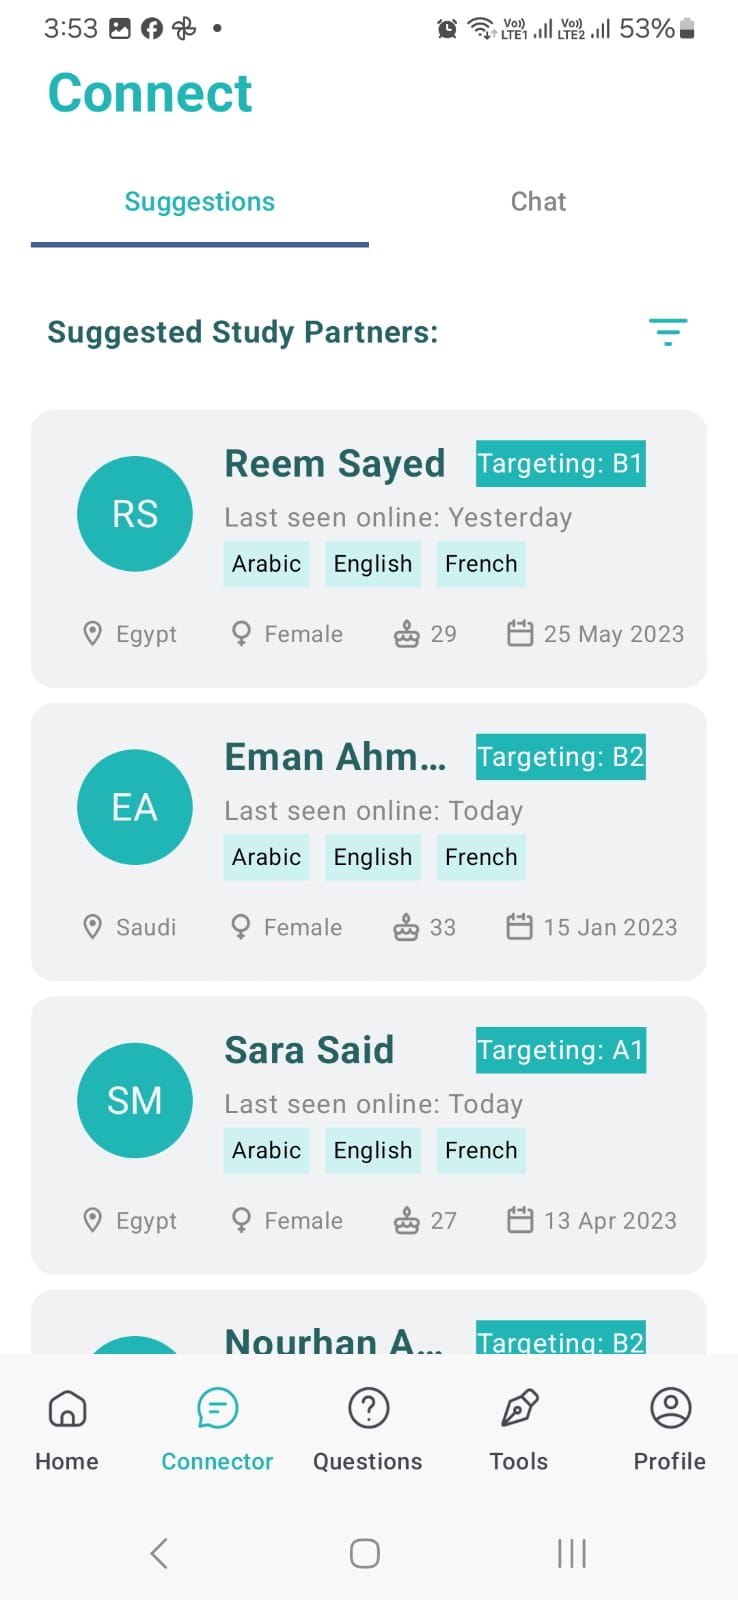 3:53
Vo)) LTE1 Vo)) LTE2 53%
Connect
Suggestions Chat
Suggested Study Partners:
RS
Reem Sayed Targeting: B1
Last seen online: Yesterday
Arabic English French
Egypt Female 29 25 May 2023
EA
Eman Ahm... Targeting: B2
Last seen online: Today
Arabic English French
Saudi Female 33 15 Jan 2023
SM
Sara Said Targeting: A1
Last seen online: Today
Arabic English French
Egypt Female 27 13 Apr 2023
Nourhan A... Targeting: B2
Home Connector Questions Tools Profile